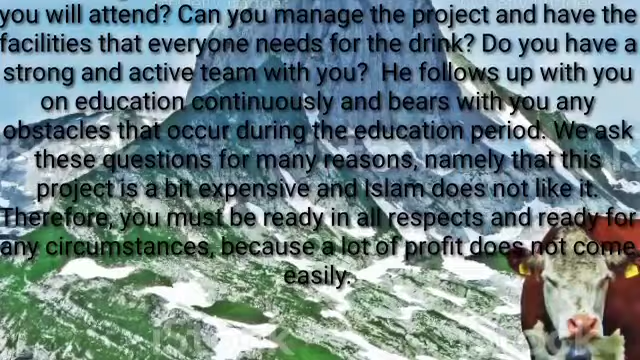 you will attend? Can you manage the project and have the
facilities that everyone needs for the drink? Do you have a
strong and active team with you?  He follows up with you
on education continuously and bears with you any
obstacles that occur during the education period. We ask
these questions for many reasons, namely that this
project is a bit expensive and Islam does not like it.
Therefore, you must be ready in all respects and ready for
any circumstances, because a lot of profit does not come
easily.
iStock